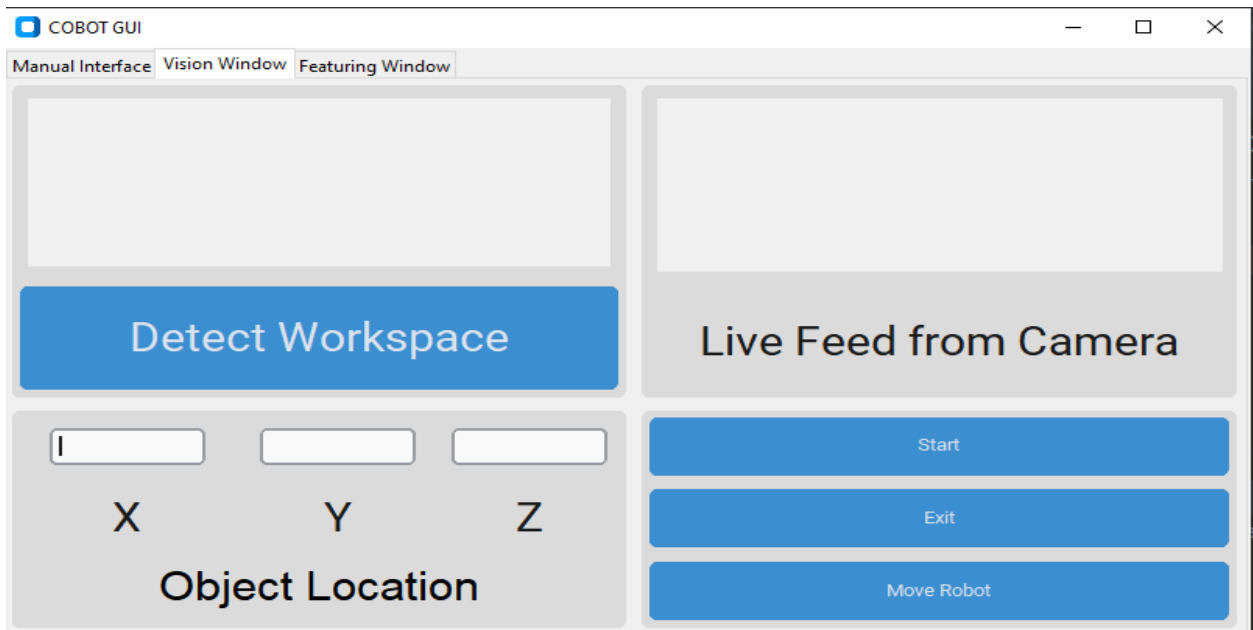 COBOT GUI
Manual Interface Vision Window Featuring Window
Detect Workspace
Live Feed from Camera
X Y Z
Object Location
Start
Exit
Move Robot